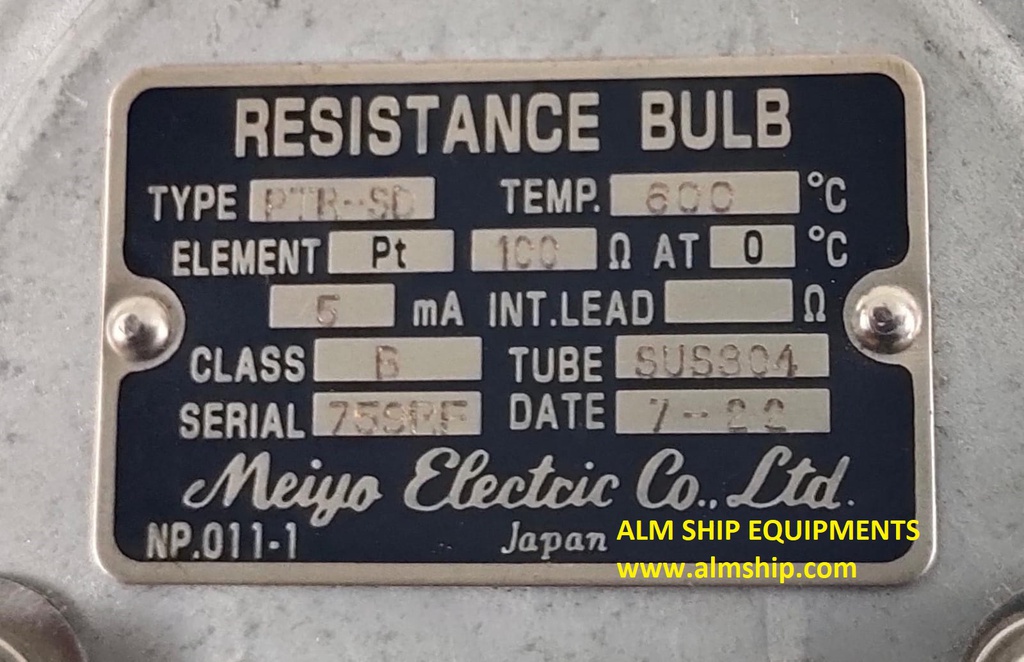 RESISTANCE BULB
TYPE PTR-SD TEMP. 600 °C
ELEMENT Pt 100 Ω AT 0 °C
5 mA INT.LEAD Ω
CLASS B TUBE SUS304
SERIAL DATE 7-22
Meiyo Electric Co., Ltd.
NP.011-1 Japan
ALM SHIP EQUIPMENTS
www.almship.com